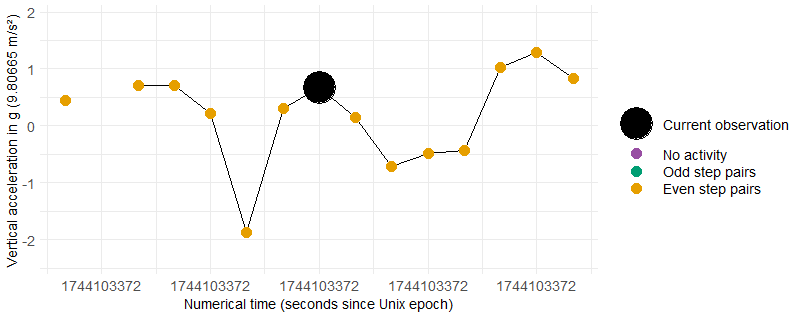 Vertical acceleration in g (9.80665 m/s²)
2
1
0
-1
-2
1744103372 1744103372 1744103372 1744103372 1744103372
Numerical time (seconds since Unix epoch)
Current observation
No activity
Odd step pairs
Even step pairs